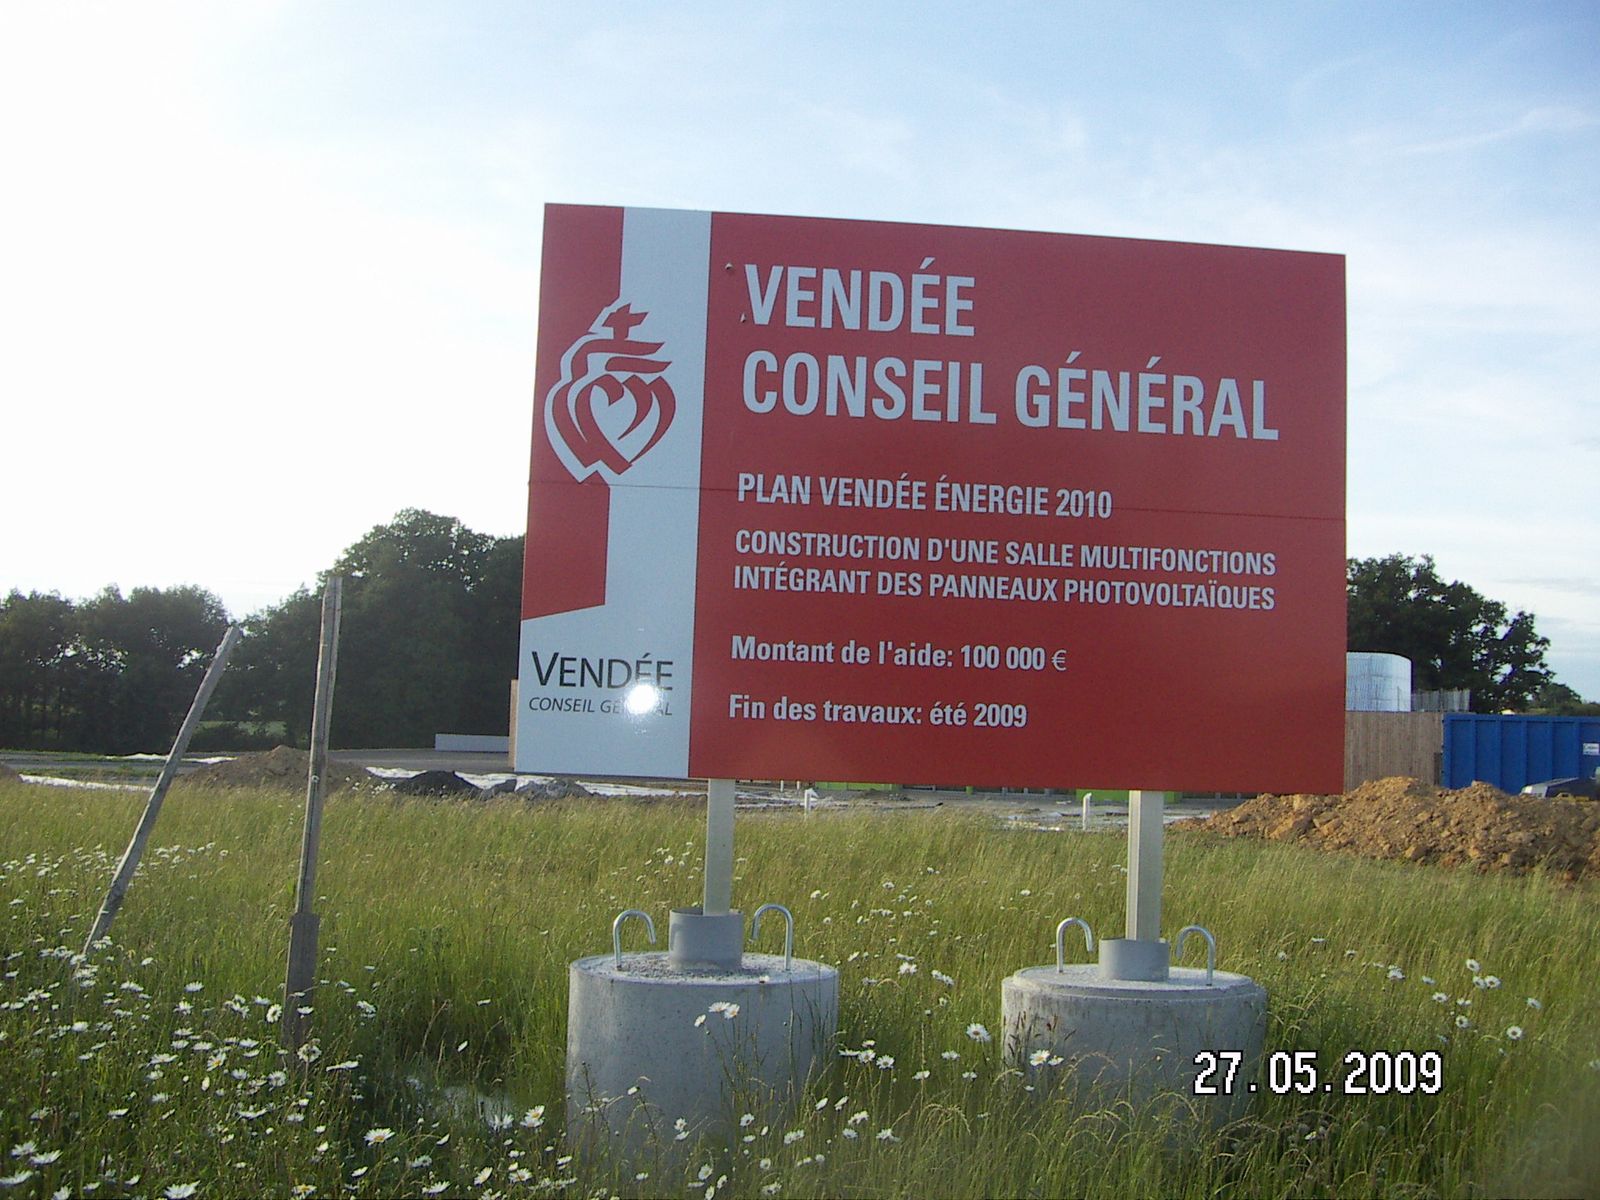 VENDÉE
CONSEIL GÉNÉRAL
PLAN VENDÉE ÉNERGIE 2010
CONSTRUCTION D'UNE SALLE MULTIFONCTIONS
INTÉGRANT DES PANNEAUX PHOTOVOLTAÏQUES
Montant de l'aide: 100 000 €
Fin des travaux: été 2009
VENDÉE
CONSEIL GÉNÉRAL
27.05.2009